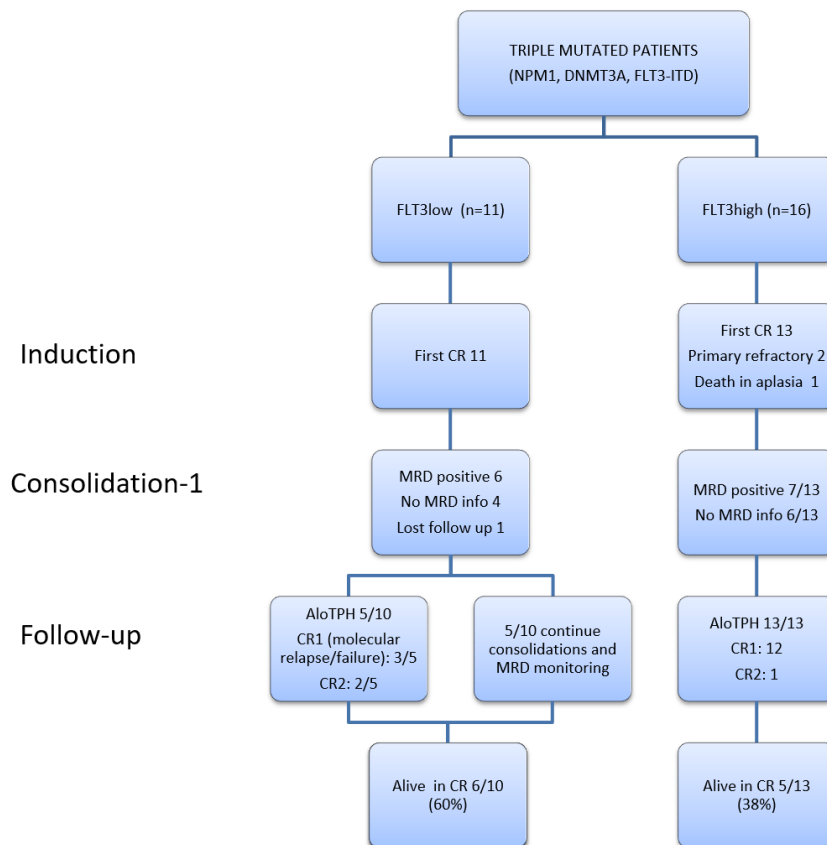 TRIPLE MUTATED PATIENTS
(NPM1, DNMT3A, FLT3-ITD)
FLT3low (n=11)
FLT3high (n=16)
Induction
First CR 11
First CR 13
Primary refractory 2
Death in aplasia 1
Consolidation-1
MRD positive 6
No MRD info 4
Lost follow up 1
MRD positive 7/13
No MRD info 6/13
Follow-up
AloTPH 5/10
CR1 (molecular
relapse/failure): 3/5
CR2: 2/5
5/10 continue
consolidations and
MRD monitoring
AloTPH 13/13
CR1: 12
CR2: 1
Alive in CR 6/10
(60%)
Alive in CR 5/13
(38%)